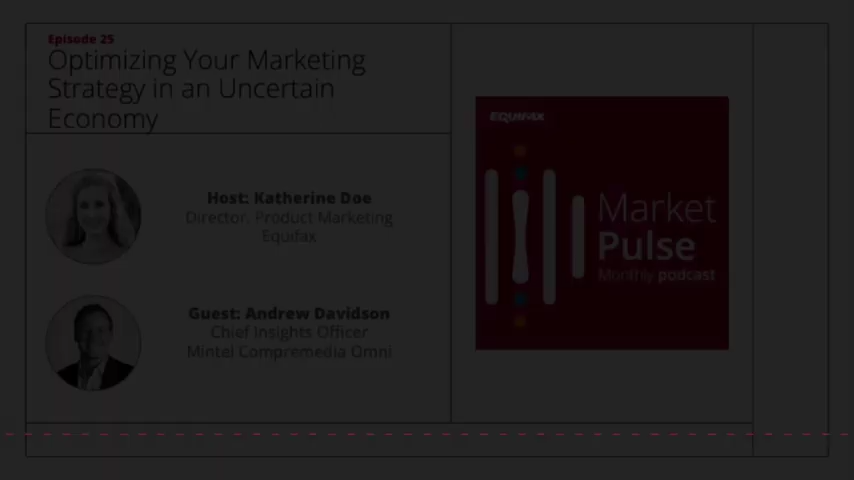 Episode 25
Optimizing Your Marketing
Strategy in an Uncertain
Economy
Host: Katherine Doe
Director, Product Marketing
Equifax
Guest: Andrew Davidson
Chief Insights Officer
Mintel Compremedia Omni
EQUIFAX
Market
Pulse
Monthly podcast